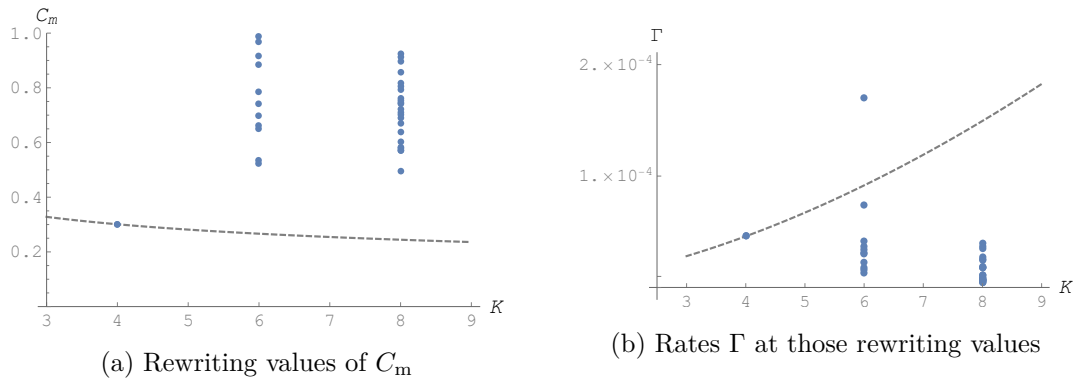 C_m
1.0
0.8
0.6
0.4
0.2
3 4 5 6 7 8 9 K
(a) Rewriting values of C_m
Γ
2.×10⁻⁴
1.×10⁻⁴
3 4 5 6 7 8 9 K
(b) Rates Γ at those rewriting values